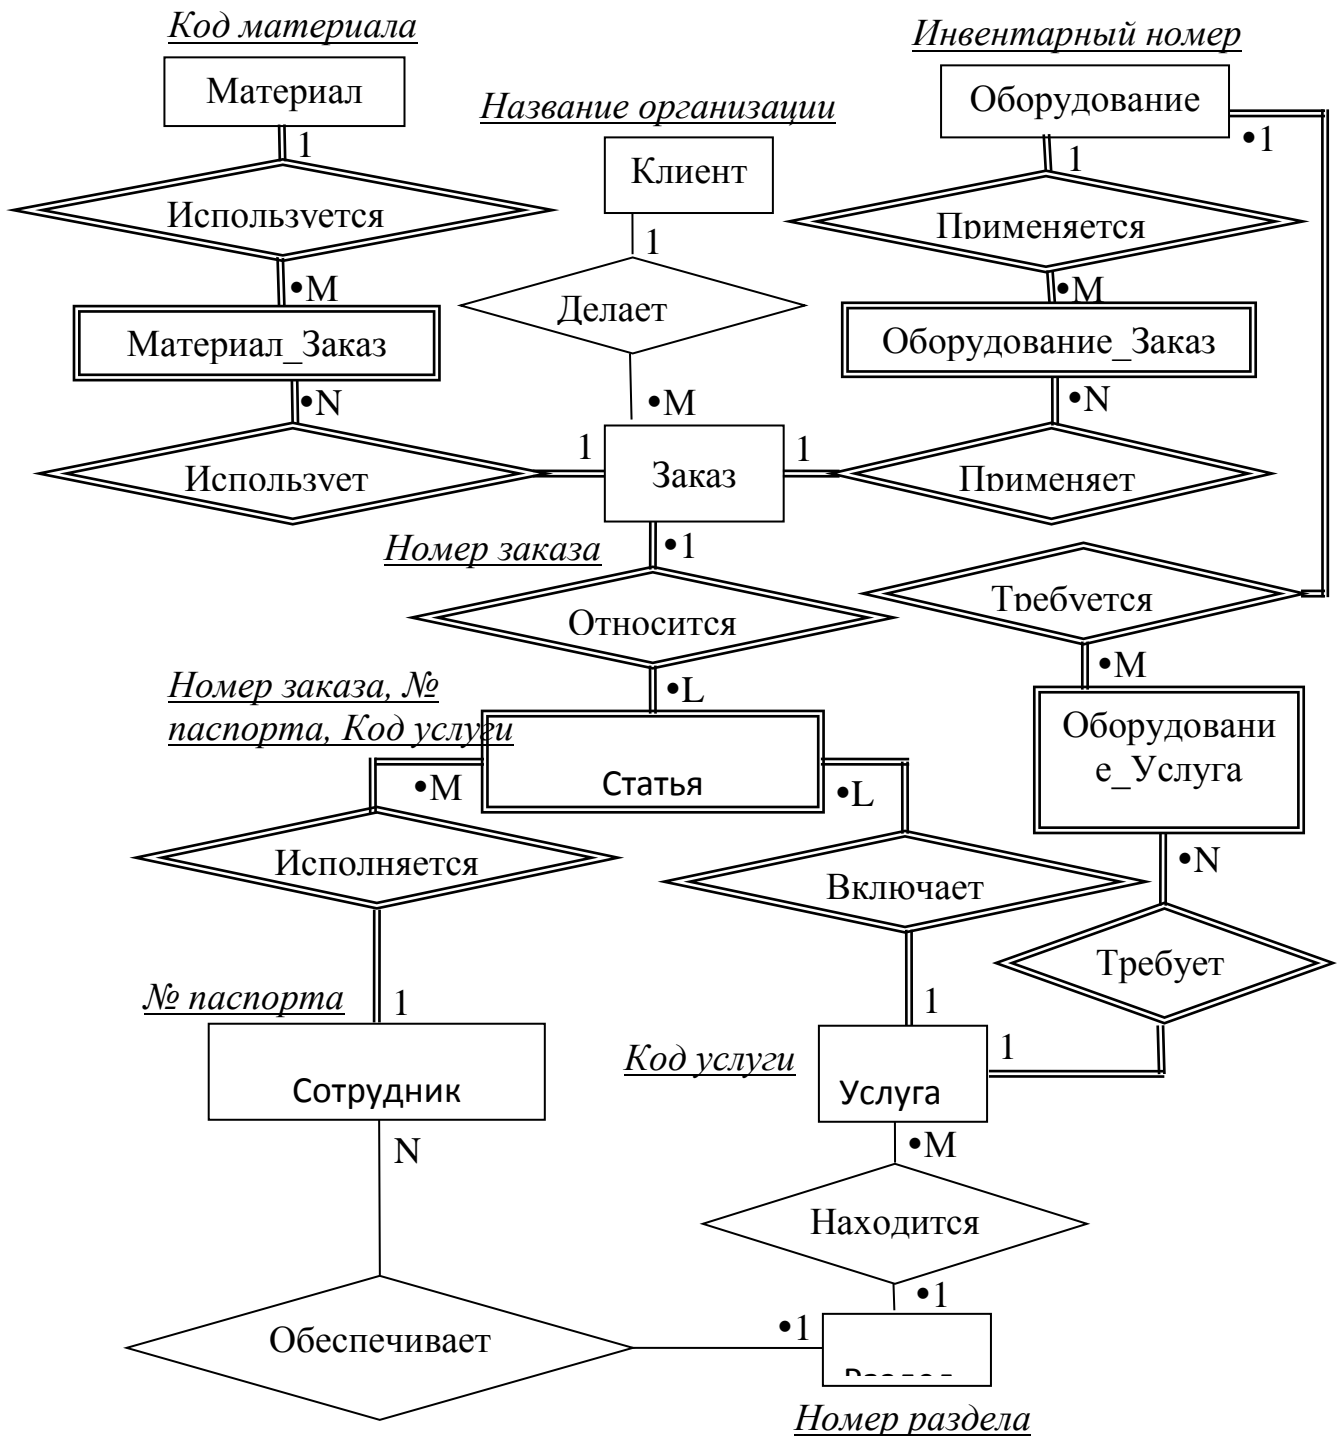 Код материала
Инвентарный номер
Материал
Название организации
Оборудование
1
•1
Клиент
1
Используется
Применяется
1
•М
•М
Делает
Материал_Заказ
Оборудование_Заказ
•N
•М
•N
1
1
Использует
Заказ
Применяет
Номер заказа
•1
Требуется
Относится
•М
Номер заказа, №
•L
паспорта, Код услуги
Оборудовани
е_Услуга
•М
Статья
•L
Исполняется
Включает
•N
Требует
№ паспорта
1
1
Код услуги
1
Сотрудник
Услуга
N
•М
Находится
•1
Обеспечивает
•1
Раздел
Номер раздела